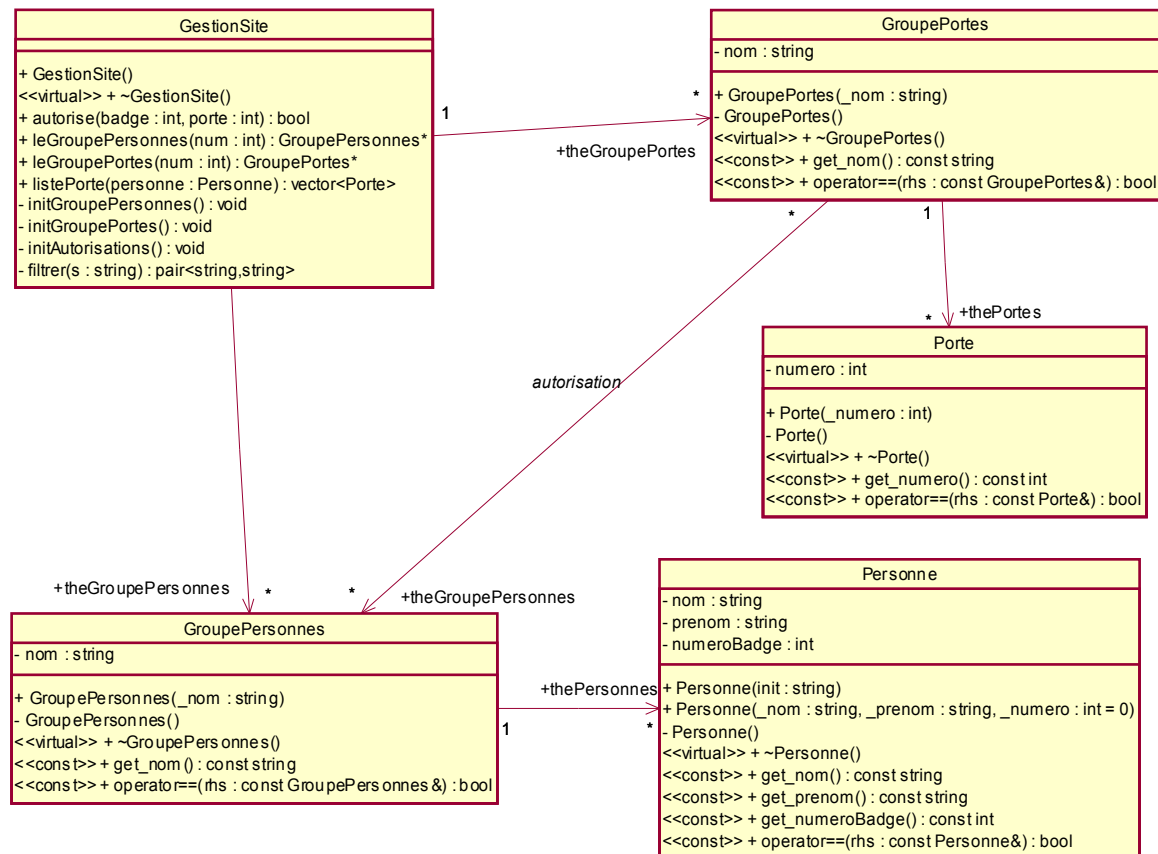 GestionSite
+ GestionSite()
<<virtual>> + ~GestionSite()
+ autorise(badge : int, porte : int) : bool
+ leGroupePersonnes(num : int) : GroupePersonnes*
+ leGroupePortes(num : int) : GroupePortes*
+ listePorte(personne : Personne) : vector<Porte>
- initGroupePersonnes() : void
- initGroupePortes() : void
- initAutorisations() : void
- filtrer(s : string) : pair<string,string>
1
*
+theGroupePortes
GroupePortes
- nom : string
+ GroupePortes(_nom : string)
- GroupePortes()
<<virtual>> + ~GroupePortes()
<<const>> + get_nom() : const string
<<const>> + operator==(rhs : const GroupePortes&) : bool
*
1
+thePortes
*
Porte
- numero : int
+ Porte(_numero : int)
- Porte()
<<virtual>> + ~Porte()
<<const>> + get_numero() : const int
<<const>> + operator==(rhs : const Porte&) : bool
autorisation
+theGroupePersonnes
*
*
+theGroupePersonnes
GroupePersonnes
- nom : string
+ GroupePersonnes(_nom : string)
- GroupePersonnes()
<<virtual>> + ~GroupePersonnes()
<<const>> + get_nom() : const string
<<const>> + operator==(rhs : const GroupePersonnes&) : bool
+thePersonnes
1
*
Personne
- nom : string
- prenom : string
- numeroBadge : int
+ Personne(init : string)
+ Personne(_nom : string, _prenom : string, _numero : int = 0)
- Personne()
<<virtual>> + ~Personne()
<<const>> + get_nom() : const string
<<const>> + get_prenom() : const string
<<const>> + get_numeroBadge() : const int
<<const>> + operator==(rhs : const Personne&) : bool